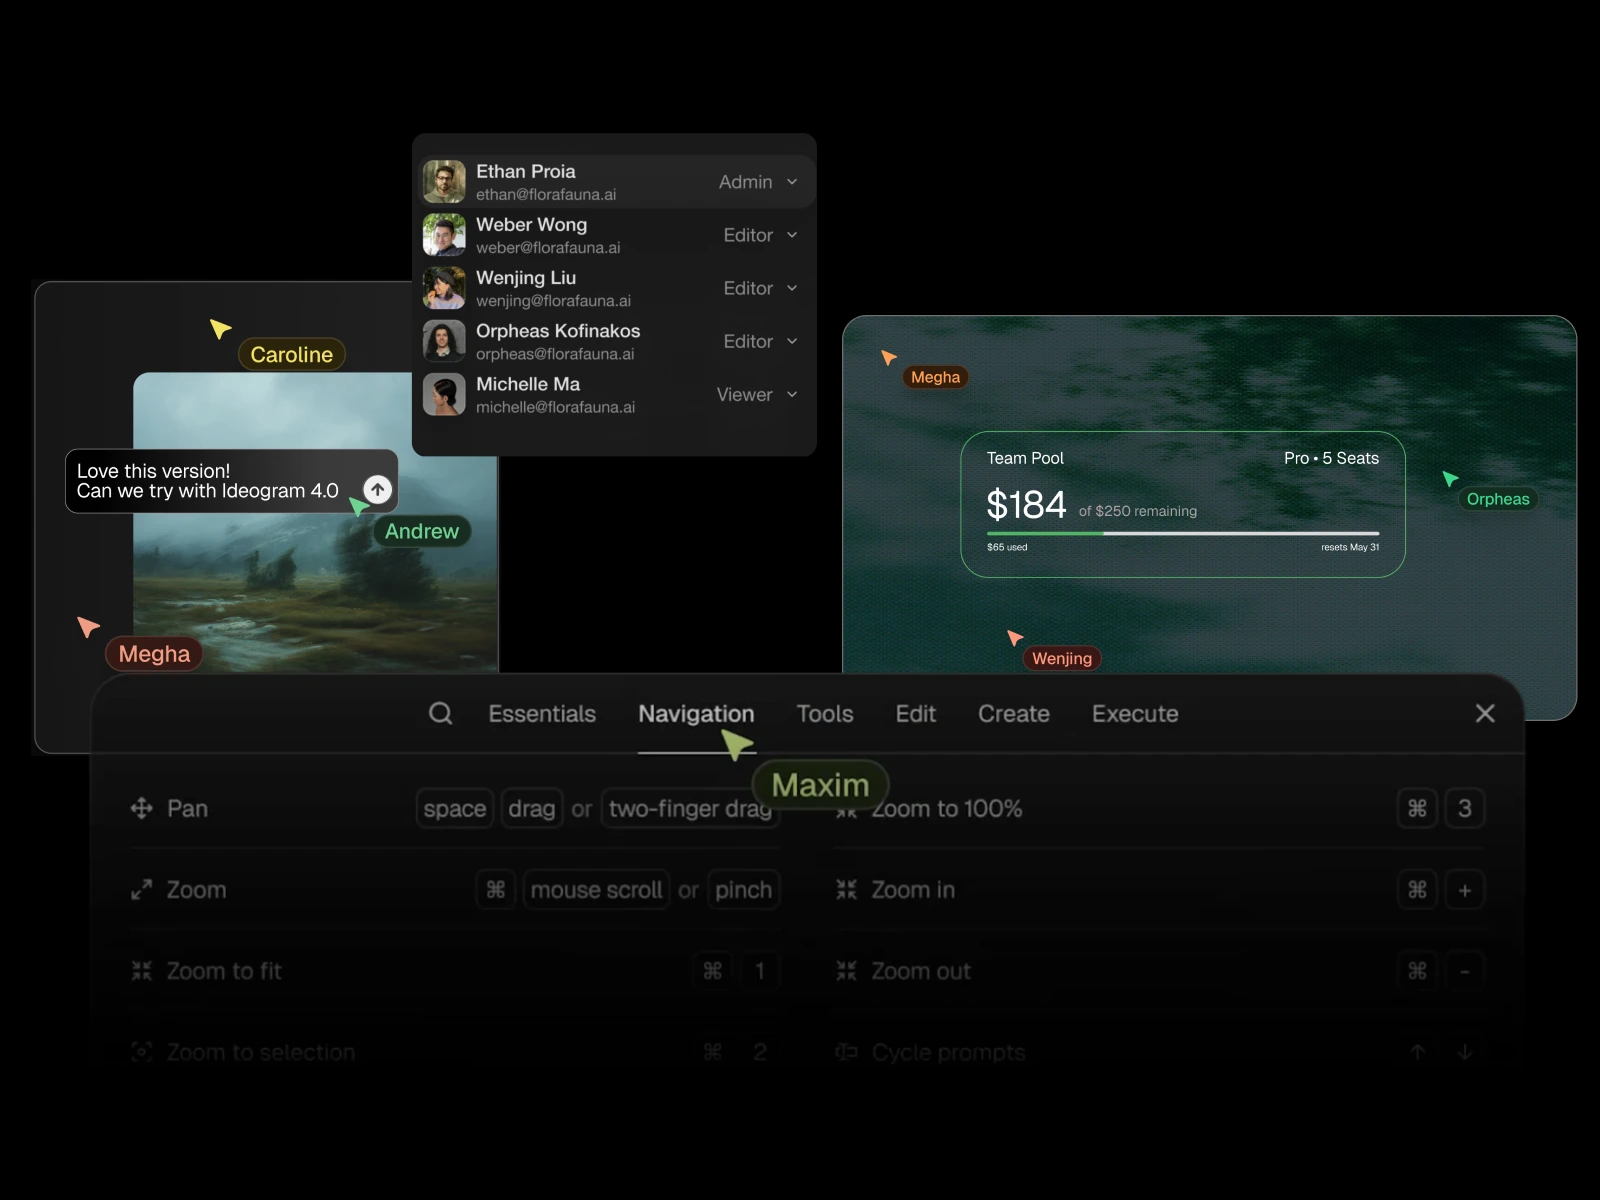 Ethan Proia
ethan@florafauna.ai
Admin
Weber Wong
weber@florafauna.ai
Editor
Wenjing Liu
wenjing@florafauna.ai
Editor
Orpheas Kofinakos
orpheas@florafauna.ai
Editor
Michelle Ma
michelle@florafauna.ai
Viewer
Caroline
Love this version!
Can we try with Ideogram 4.0
Andrew
Megha
Megha
Team Pool
Pro • 5 Seats
$184 of $250 remaining
$65 used
resets May 31
Orpheas
Wenjing
Essentials Navigation Tools Edit Create Execute
Maxim
Pan space drag or two-finger drag
Zoom to 100% ⌘ 3
Zoom ⌘ mouse scroll or pinch
Zoom in ⌘ +
Zoom to fit ⌘ 1
Zoom out ⌘ -
Zoom to selection ⌘ 2
Cycle prompts ↑ ↓